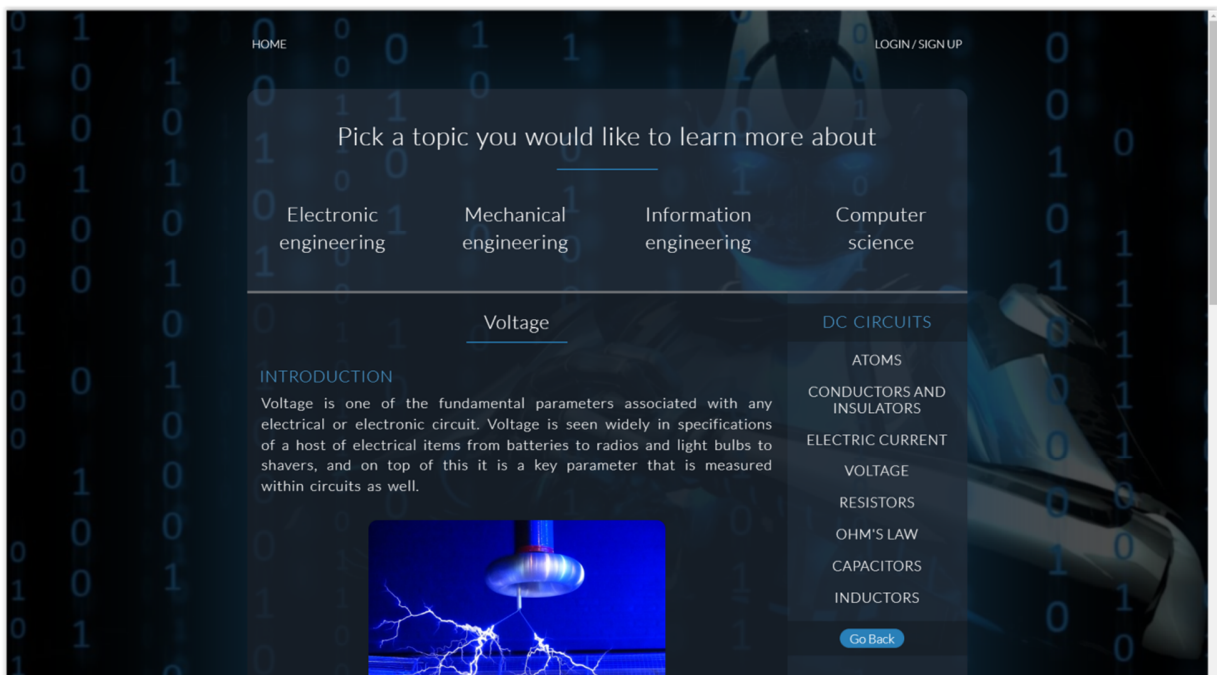 HOME
LOGIN / SIGN UP
Pick a topic you would like to learn more about
Electronic
engineering
Mechanical
engineering
Information
engineering
Computer
science
Voltage
INTRODUCTION
Voltage is one of the fundamental parameters associated with any
electrical or electronic circuit. Voltage is seen widely in specifications
of a host of electrical items from batteries to radios and light bulbs to
shavers, and on top of this it is a key parameter that is measured
within circuits as well.
DC CIRCUITS
ATOMS
CONDUCTORS AND
INSULATORS
ELECTRIC CURRENT
VOLTAGE
RESISTORS
OHM'S LAW
CAPACITORS
INDUCTORS
Go Back